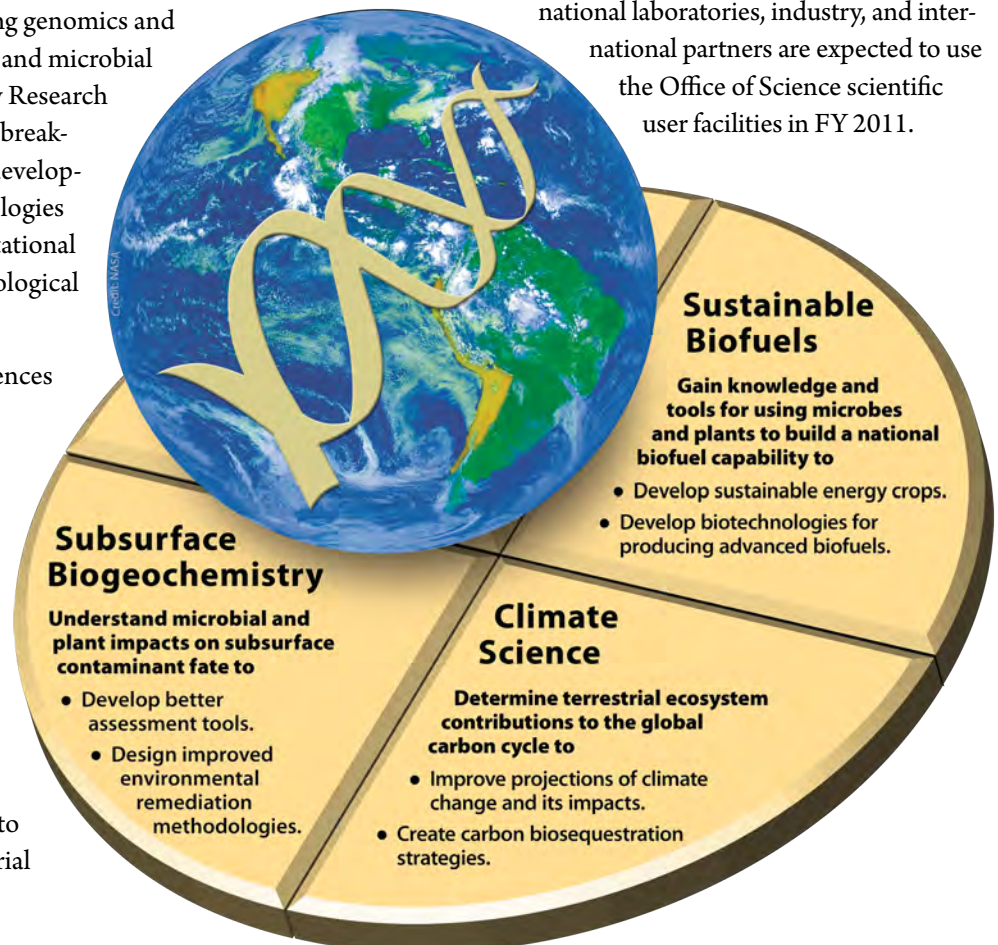 ng genomics and
and microbial
Research
break-
evelop-
logies
tational
ological
ences
to
rial
national laboratories, industry, and inter-
national partners are expected to use
the Office of Science scientific
user facilities in FY 2011.
Credit: NASA
Sustainable
Biofuels
Gain knowledge and
tools for using microbes
and plants to build a national
biofuel capability to
• Develop sustainable energy crops.
• Develop biotechnologies for
producing advanced biofuels.
Subsurface
Biogeochemistry
Understand microbial and
plant impacts on subsurface
contaminant fate to
• Develop better
assessment tools.
• Design improved
environmental
remediation
methodologies.
Climate
Science
Determine terrestrial ecosystem
contributions to the global
carbon cycle to
• Improve projections of climate
change and its impacts.
• Create carbon biosequestration
strategies.